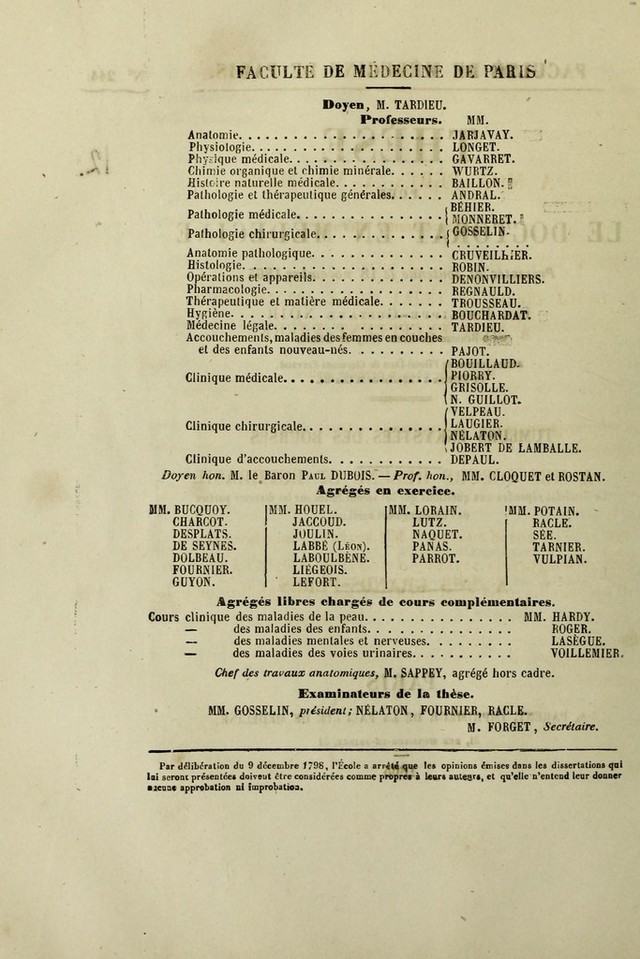 FACULTÉ DE MÉDECINE DE PARIS
Doyen, M. TARDIEU.
Professeurs. MM.
Anatomie. . . . . . . . . . . . . . . . . . . . . JARJAVAY.
Physiologie. . . . . . . . . . . . . . . . . . . . LONGET.
Physique médicale. . . . . . . . . . . . . . . . . GAVARRET.
Chimie organique et chimie minérale. . . . . . WURTZ.
Histoire naturelle médicale. . . . . . . . . . . . BAILLON.
Pathologie et thérapeutique générales. . . . . . ANDRAL.
Pathologie médicale. . . . . . . . . . . . . . . . { BÉHIER.
MONNERET.
Pathologie chirurgicale. . . . . . . . . . . . . . { GOSSELIN.
. . . . . . . .
Anatomie pathologique. . . . . . . . . . . . . . CRUVEILHIER.
Histologie. . . . . . . . . . . . . . . . . . . . . ROBIN.
Opérations et appareils. . . . . . . . . . . . . . DENONVILLIERS.
Pharmacologie. . . . . . . . . . . . . . . . . . . REGNAULD.
Thérapeutique et matière médicale. . . . . . . TROUSSEAU.
Hygiène. . . . . . . . . . . . . . . . . . . . . . BOUCHARDAT.
Médecine légale. . . . . . . . . . . . . . . . . TARDIEU.
Accouchements, maladies des femmes en couches
et des enfants nouveau-nés. . . . . . . . . . PAJOT.
Clinique médicale. . . . . . . . . . . . . . . . . { BOUILLAUD.
PIORRY.
GRISOLLE.
N. GUILLOT.
Clinique chirurgicale. . . . . . . . . . . . . . . { VELPEAU.
LAUGIER.
NÉLATON.
JOBERT DE LAMBALLE.
Clinique d'accouchements. . . . . . . . . . . . DEPAUL.
Doyen hon. M. le Baron PAUL DUBOIS. — Prof. hon., MM. CLOQUET et ROSTAN.
Agrégés en exercice.
MM. BUCQUOY. MM. HOUEL. MM. LORAIN. MM. POTAIN.
CHARCOT. JACCOUD. LUTZ. RACLE.
DESPLATS. JOULIN. NAQUET. SÉE.
DE SEYNES. LABBÉ (LÉON). PANAS. TARNIER.
DOLBEAU. LABOULBÈNE. PARROT. VULPIAN.
FOURNIER. LIÉGEOIS.
GUYON. LEFORT.
Agrégés libres chargés de cours complémentaires.
Cours clinique des maladies de la peau. . . . . . . . . . . . . . . . MM. HARDY.
— des maladies des enfants. . . . . . . . . . . . . . . ROGER.
— des maladies mentales et nerveuses. . . . . . . . . LASÈGUE.
— des maladies des voies urinaires. . . . . . . . . . . VOILLEMIER.
Chef des travaux anatomiques, M. SAPPEY, agrégé hors cadre.
Examinateurs de la thèse.
MM. GOSSELIN, président; NÉLATON, FOURNIER, RACLE.
M. FORGET, Secrétaire.
Par délibération du 9 décembre 1798, l'École a arrêté que les opinions émises dans les dissertations qui
lui seront présentées doivent être considérées comme propres à leurs auteurs, et qu'elle n'entend leur donner
aucune approbation ni improbation.